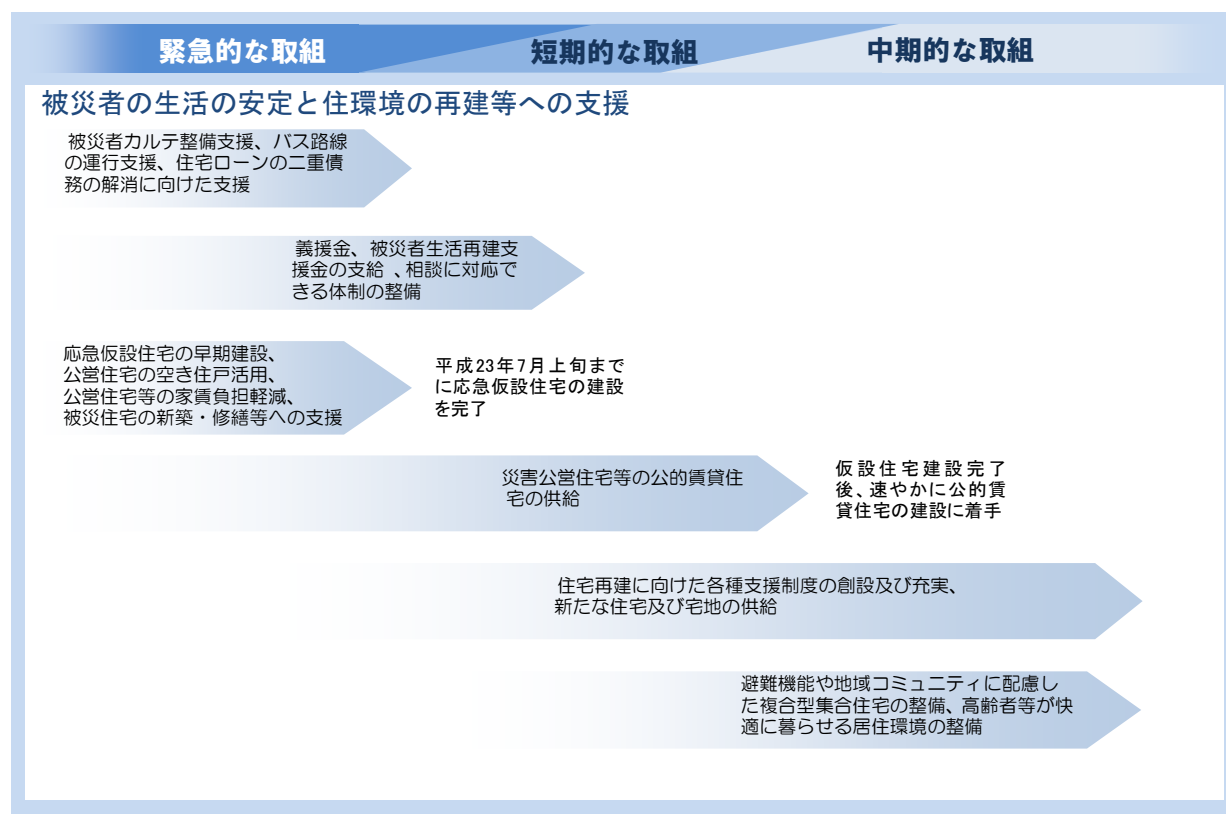 緊急的な取組
短期的な取組
中期的な取組
被災者の生活の安定と住環境の再建等への支援
被災者カルテ整備支援、バス路線
の運行支援、住宅ローンの二重債
務の解消に向けた支援
義援金、被災者生活再建支
援金の支給 、相談に対応で
きる体制の整備
応急仮設住宅の早期建設、
公営住宅の空き住戸活用、
公営住宅等の家賃負担軽減、
被災住宅の新築・修繕等への支援
平成23年7月上旬まで
に応急仮設住宅の建設
を完了
災害公営住宅等の公的賃貸住
宅の供給
仮設住宅建設完了
後、速やかに公的賃
貸住宅の建設に着手
住宅再建に向けた各種支援制度の創設及び充実、
新たな住宅及び宅地の供給
避難機能や地域コミュニティに配慮し
た複合型集合住宅の整備、高齢者等が快
適に暮らせる居住環境の整備